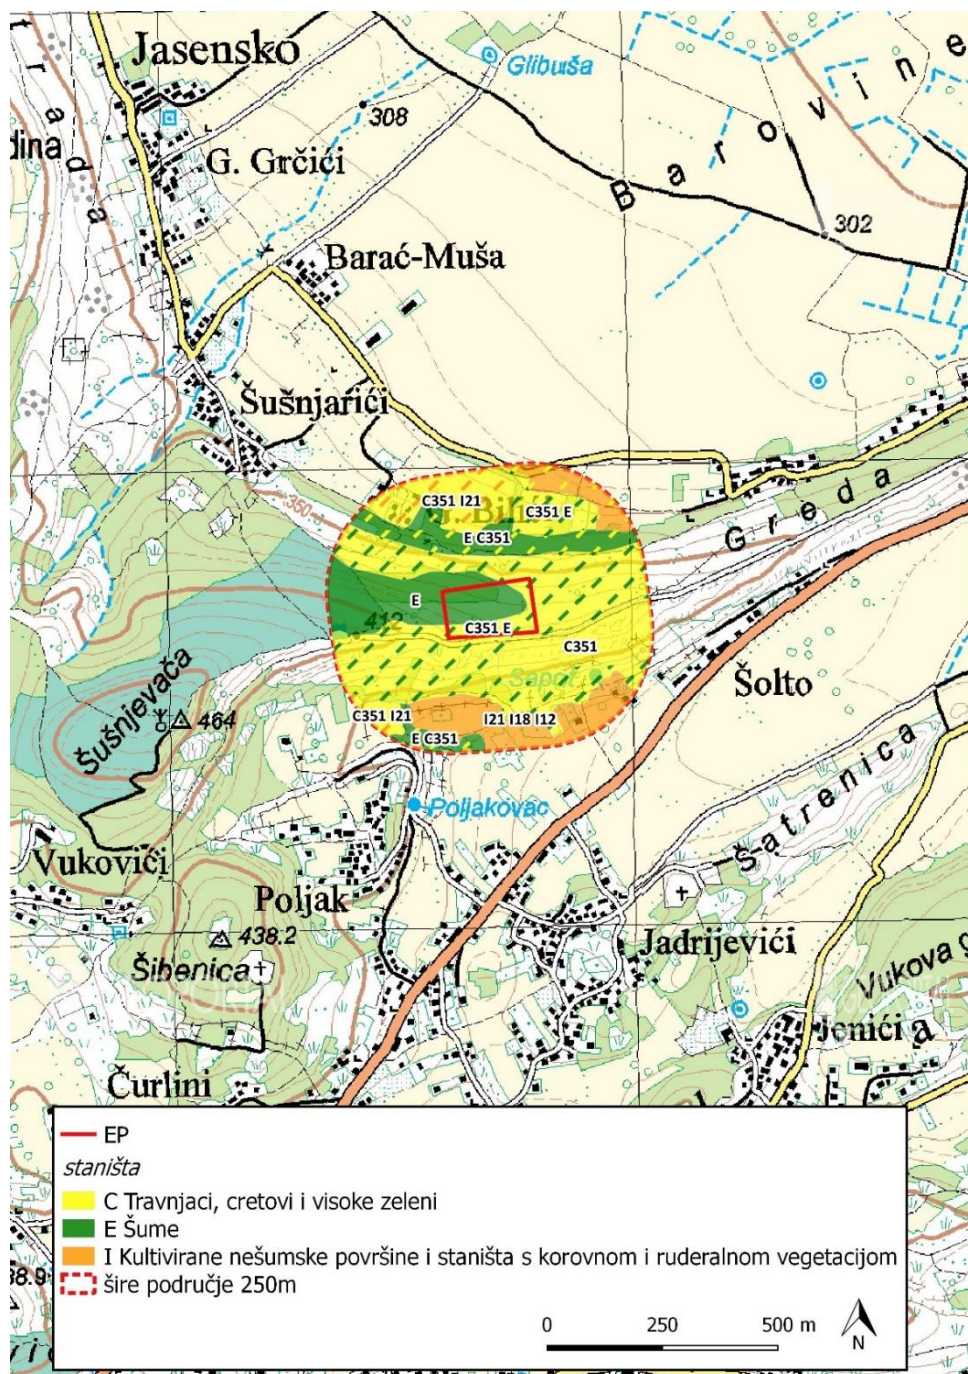 Jasensko
Glibuša
308
G. Grčići
Barovine
302
Barać-Muša
Šušnjarići
350
C351 I21
C351 E
E C351
Greda
E
412
C351 E
C351
Šolto
Šušnjevača
464
C351 I21
I21 I18 I12
E C351
Poljakovac
Šatrenica
Vukovići
Poljak
438.2
Šibenica
Jadrijevići
Jenići
Čurlini
EP
staništa
C Travnjaci, cretovi i visoke zeleni
E Šume
I Kultivirane nešumske površine i staništa s korovnom i ruderalnom vegetacijom
šire područje 250m
0 250 500 m
N